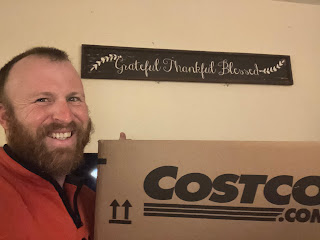 Grateful Thankful Blessed
COSTCO
.COM